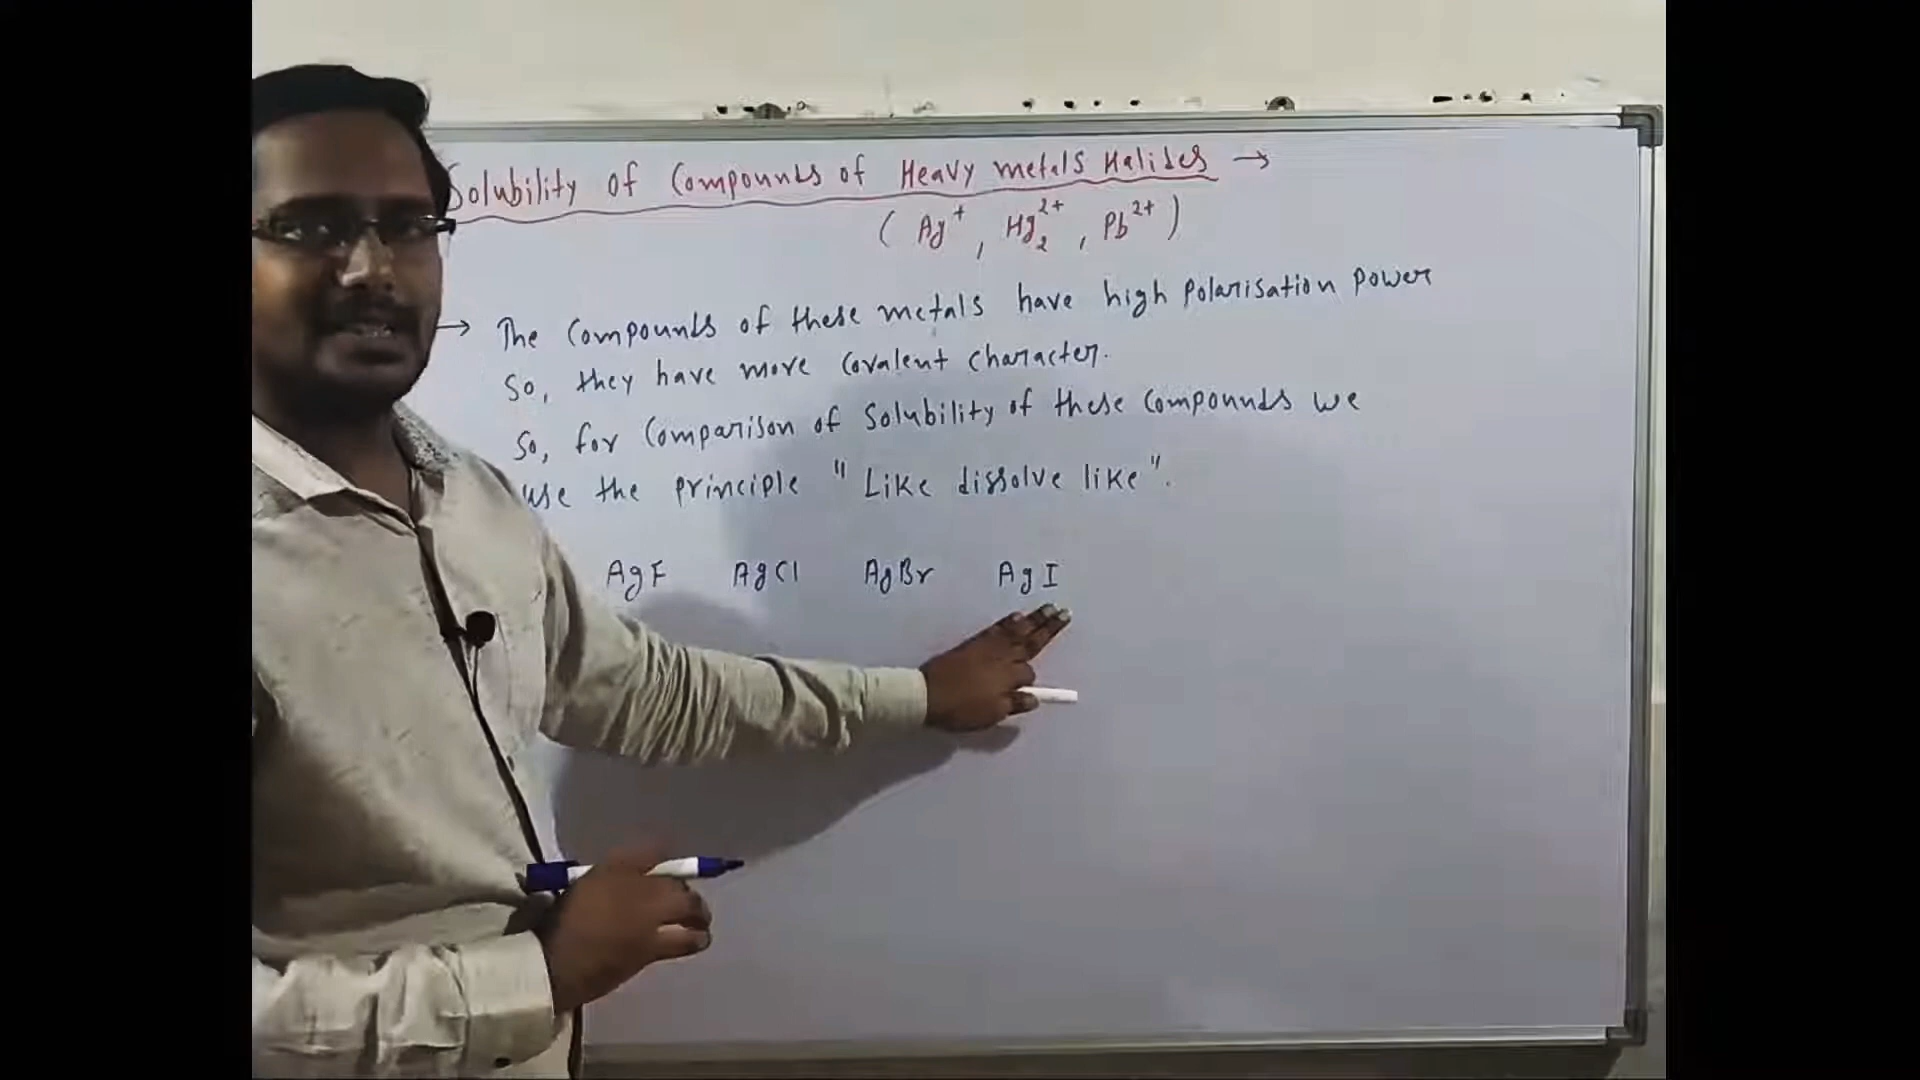 Solubility of Compounds of Heavy metals Halides →
( Ag⁺, Hg₂²⁺, Pb²⁺ )
→ The Compounds of these metals have high Polarisation Power
So, they have more Covalent Character.
So, for Comparison of Solubility of these Compounds we
use the principle "Like dissolve like".
AgF AgCl AgBr AgI